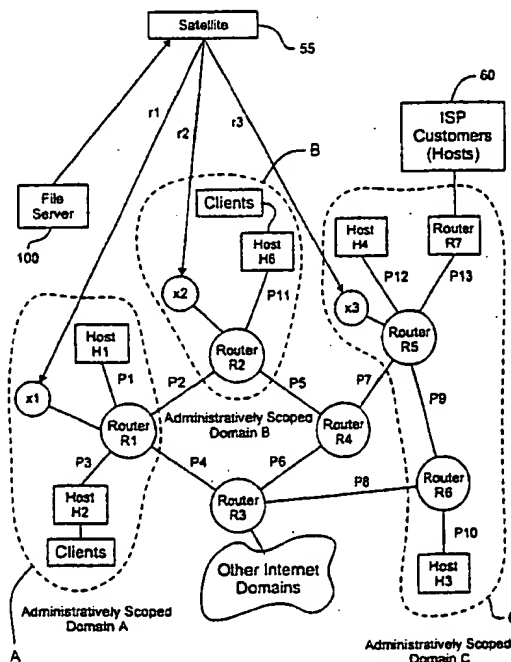 Satellite
55
60
ISP
Customers
(Hosts)
r1
r2
r3
B
File
Server
100
Clients
Host
H6
Host
H4
Router
R7
P12
P13
x2
P11
x3
Router
R5
Host
H1
Router
R2
P1
P2
P5
P7
x1
P9
Administratively Scoped
Domain B
Router
R1
Router
R4
P3
P4
P6
P8
Router
R6
Host
H2
Router
R3
P10
Clients
Host
H3
Other Internet
Domains
Administratively Scoped
Domain A
A
Administratively Scoped
Domain C